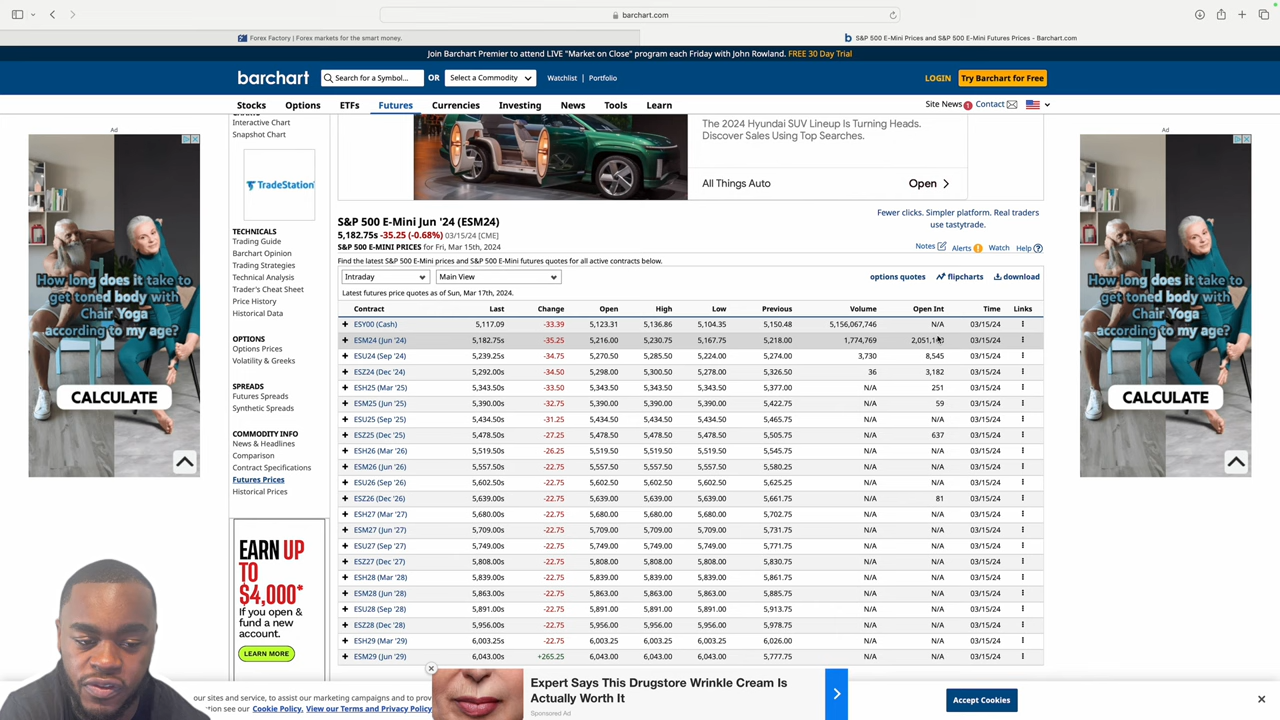 barchart.com
Forex Factory | Forex markets for the smart money.
S&P 500 E-Mini Prices and S&P 500 E-Mini Futures Prices - Barchart.com
Join Barchart Premier to attend LIVE "Market on Close" program each Friday with John Rowland. FREE 30 Day Trial
barchart Search for a Symbol... OR Select a Commodity Watchlist | Portfolio LOGIN Try Barchart for Free
Stocks Options ETFs Futures Currencies Investing News Tools Learn Site News 1 Contact
CHARTS
Interactive Chart
Snapshot Chart
TradeStation
TECHNICALS
Trading Guide
Barchart Opinion
Trading Strategies
Technical Analysis
Trader's Cheat Sheet
Price History
Historical Data
OPTIONS
Options Prices
Volatility & Greeks
SPREADS
Futures Spreads
Synthetic Spreads
COMMODITY INFO
News & Headlines
Comparison
Contract Specifications
Futures Prices
Historical Prices
EARN UP
TO
$4,000*
If you open &
fund a new
account.
LEARN MORE
Ad
How long does it take to
get toned body with
Chair Yoga
according to my age?
CALCULATE
The 2024 Hyundai SUV Lineup Is Turning Heads.
Discover Sales Using Top Searches.
All Things Auto Open
S&P 500 E-Mini Jun '24 (ESM24)
5,182.75s -35.25 (-0.68%) 03/15/24 [CME]
S&P 500 E-MINI PRICES for Fri, Mar 15th, 2024
Fewer clicks. Simpler platform. Real traders
use tastytrade.
Notes Alerts Watch Help
Find the latest S&P 500 E-Mini prices and S&P 500 E-Mini futures quotes for all active contracts below.
Intraday Main View options quotes flipcharts download
Latest futures price quotes as of Sun, Mar 17th, 2024.
Contract Last Change Open High Low Previous Volume Open Int Time Links
ESY00 (Cash) 5,117.09 -33.39 5,123.31 5,136.86 5,104.35 5,150.48 5,156,067,746 N/A 03/15/24
ESM24 (Jun '24) 5,182.75s -35.25 5,216.00 5,230.75 5,167.75 5,218.00 1,774,769 03/15/24
ESU24 (Sep '24) 5,239.25s -34.75 5,270.50 5,285.50 5,224.00 5,274.00 3,730 8,545 03/15/24
ESZ24 (Dec '24) 5,292.00s -34.50 5,298.00 5,300.50 5,278.00 5,326.50 36 3,182 03/15/24
ESH25 (Mar '25) 5,343.50s -33.50 5,343.50 5,343.50 5,343.50 5,377.00 N/A 251 03/15/24
ESM25 (Jun '25) 5,390.00s -32.75 5,390.00 5,390.00 5,390.00 5,422.75 N/A 59 03/15/24
ESU25 (Sep '25) 5,434.50s -31.25 5,434.50 5,434.50 5,434.50 5,465.75 N/A N/A 03/15/24
ESZ25 (Dec '25) 5,478.50s -27.25 5,478.50 5,478.50 5,478.50 5,505.75 N/A 637 03/15/24
ESH26 (Mar '26) 5,519.50s -26.25 5,519.50 5,519.50 5,519.50 5,545.75 N/A N/A 03/15/24
ESM26 (Jun '26) 5,557.50s -22.75 5,557.50 5,557.50 5,557.50 5,580.25 N/A N/A 03/15/24
ESU26 (Sep '26) 5,602.50s -22.75 5,602.50 5,602.50 5,602.50 5,625.25 N/A N/A 03/15/24
ESZ26 (Dec '26) 5,639.00s -22.75 5,639.00 5,639.00 5,639.00 5,661.75 N/A 81 03/15/24
ESH27 (Mar '27) 5,680.00s -22.75 5,680.00 5,680.00 5,680.00 5,702.75 N/A N/A 03/15/24
ESM27 (Jun '27) 5,709.00s -22.75 5,709.00 5,709.00 5,709.00 5,731.75 N/A N/A 03/15/24
ESU27 (Sep '27) 5,749.00s -22.75 5,749.00 5,749.00 5,749.00 5,771.75 N/A N/A 03/15/24
ESZ27 (Dec '27) 5,808.00s -22.75 5,808.00 5,808.00 5,808.00 5,830.75 N/A N/A 03/15/24
ESH28 (Mar '28) 5,839.00s -22.75 5,839.00 5,839.00 5,839.00 5,861.75 N/A N/A 03/15/24
ESM28 (Jun '28) 5,863.00s -22.75 5,863.00 5,863.00 5,863.00 5,885.75 N/A N/A 03/15/24
ESU28 (Sep '28) 5,891.00s -22.75 5,891.00 5,891.00 5,891.00 5,913.75 N/A N/A 03/15/24
ESZ28 (Dec '28) 5,956.00s -22.75 5,956.00 5,956.00 5,956.00 5,978.75 N/A N/A 03/15/24
ESH29 (Mar '29) 6,003.25s -22.75 6,003.25 6,003.25 6,003.25 6,026.00 N/A N/A 03/15/24
ESM29 (Jun '29) 6,043.00s +265.25 6,043.00 6,043.00 6,043.00 5,777.75 N/A N/A 03/15/24
Ad
How long does it take to
get toned body with
Chair Yoga
according to my age?
CALCULATE
our sites and service, to assist our marketing campaigns and to prov
see our Cookie Policy, View our Terms and Privacy Policy
Expert Says This Drugstore Wrinkle Cream Is
Actually Worth It
Sponsored Ad
Accept Cookies